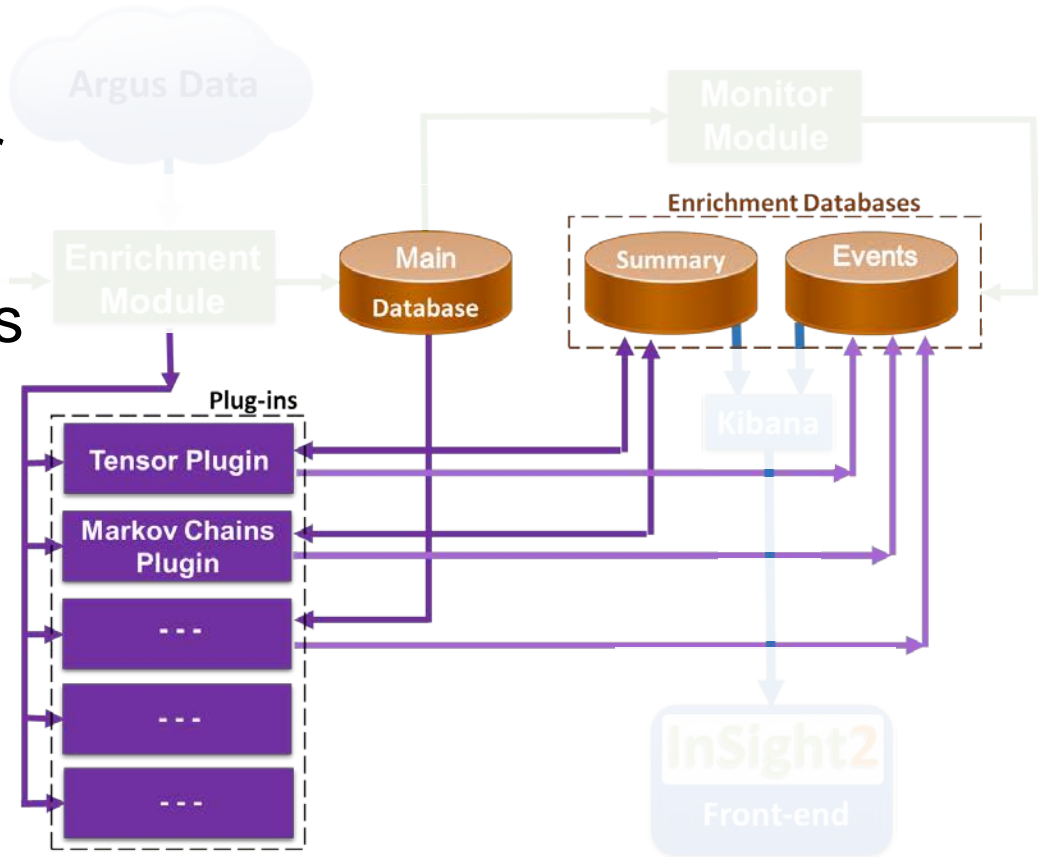 Argus Data
Monitor
Module
Enrichment Databases
Enrichment
Module
Main
Database
Summary
Events
s
Plug-ins
Kibana
Tensor Plugin
Markov Chains
Plugin
- - -
- - -
- - -
InSight2
Front-end